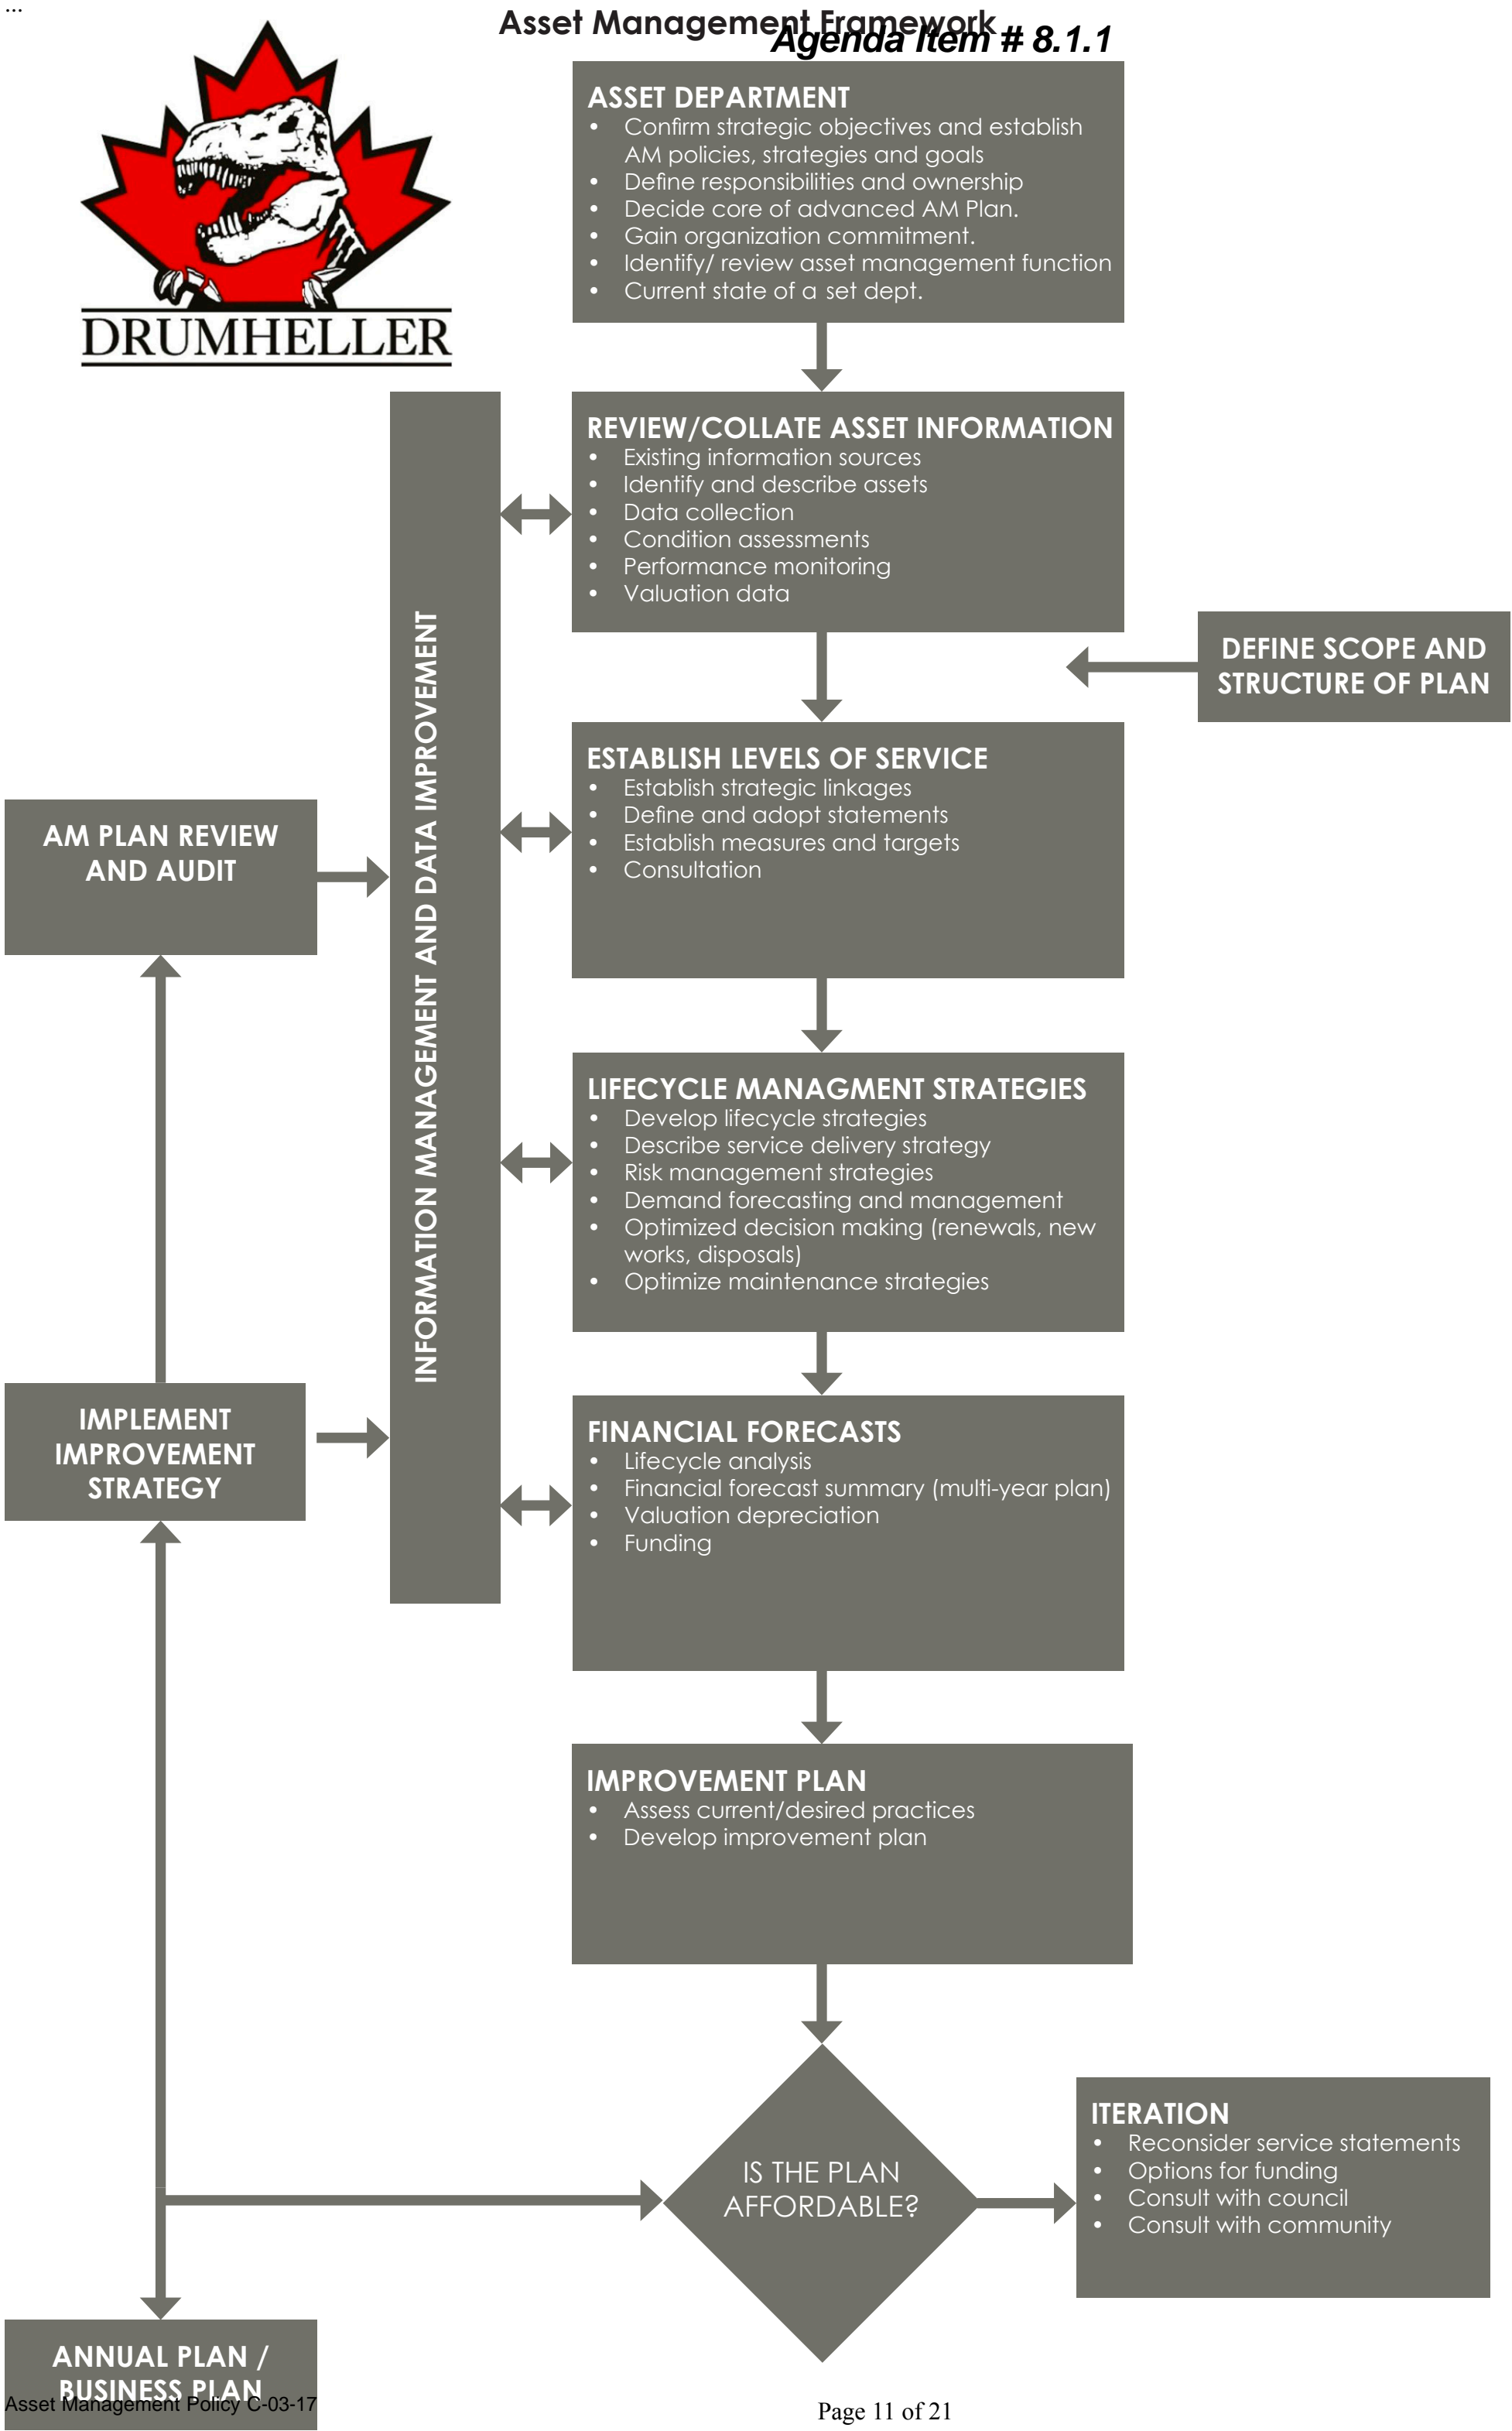 ...
Asset Management Framework
Agenda Item # 8.1.1
DRUMHELLER
ASSET DEPARTMENT
• Confirm strategic objectives and establish
AM policies, strategies and goals
• Define responsibilities and ownership
• Decide core of advanced AM Plan.
• Gain organization commitment.
• Identify/ review asset management function
• Current state of a set dept.
REVIEW/COLLATE ASSET INFORMATION
• Existing information sources
• Identify and describe assets
• Data collection
• Condition assessments
• Performance monitoring
• Valuation data
DEFINE SCOPE AND
STRUCTURE OF PLAN
INFORMATION MANAGEMENT AND DATA IMPROVEMENT
ESTABLISH LEVELS OF SERVICE
• Establish strategic linkages
• Define and adopt statements
• Establish measures and targets
• Consultation
AM PLAN REVIEW
AND AUDIT
LIFECYCLE MANAGMENT STRATEGIES
• Develop lifecycle strategies
• Describe service delivery strategy
• Risk management strategies
• Demand forecasting and management
• Optimized decision making (renewals, new
works, disposals)
• Optimize maintenance strategies
IMPLEMENT
IMPROVEMENT
STRATEGY
FINANCIAL FORECASTS
• Lifecycle analysis
• Financial forecast summary (multi-year plan)
• Valuation depreciation
• Funding
IMPROVEMENT PLAN
• Assess current/desired practices
• Develop improvement plan
IS THE PLAN
AFFORDABLE?
ITERATION
• Reconsider service statements
• Options for funding
• Consult with council
• Consult with community
ANNUAL PLAN /
BUSINESS PLAN
Asset Management Policy C-03-17
Page 11 of 21